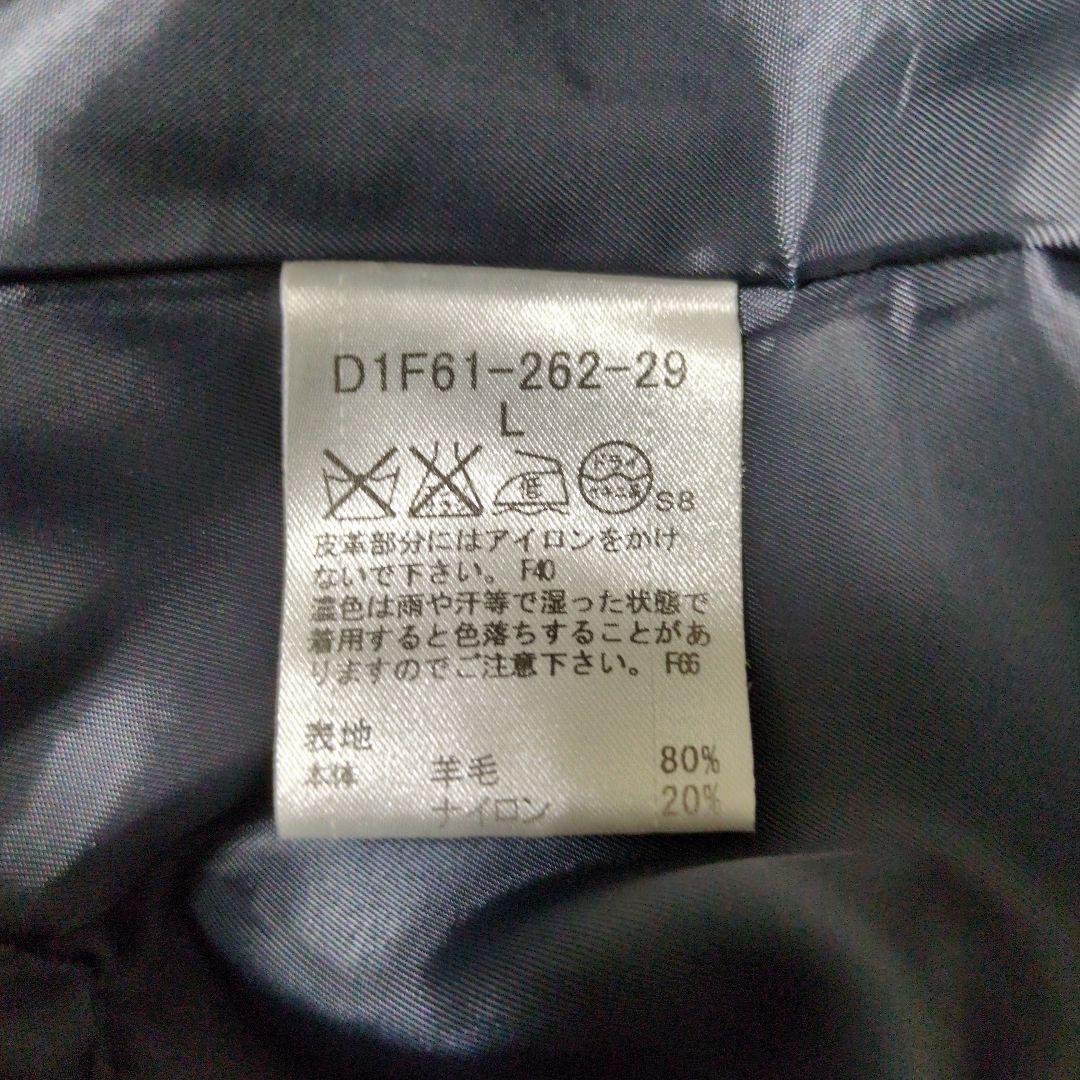 D1F61-262-29
L
ドライ
S8
皮革部分にはアイロンをかけ
ないで下さい。 F40
濃色は雨や汗等で湿った状態で
着用すると色落ちすることがあ
りますのでご注意下さい。 F66
表地
本体 羊毛 80%
ナイロン 20%